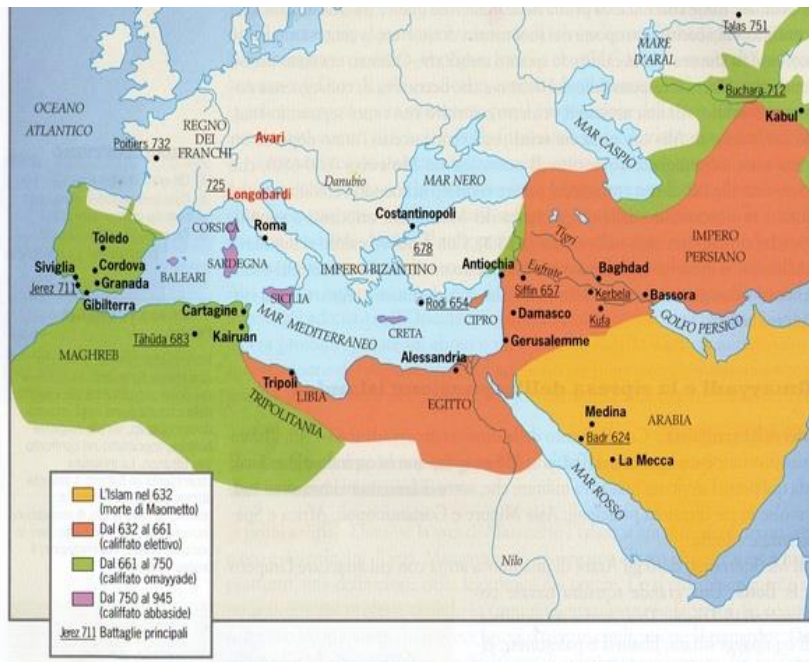 Talas 751
MARE
D'ARAL
Buchara 712
Kabul
OCEANO
ATLANTICO
Poitiers 732
REGNO
DEI
FRANCHI
Avari
MAR CASPIO
725
Longobardi
Danubio
MAR NERO
CORSICA
Roma
Costantinopoli
678
Toledo
Cordova
Siviglia
Granada
Jerez 711
Gibilterra
BALEARI
SARDEGNA
SICILIA
IMPERO BIZANTINO
Antiochia
Tigri
Eufrate
Siffin 657
Baghdad
IMPERO
PERSIANO
Kerbela
Bassora
Kufa
Rodi 654
CIPRO
CRETA
Damasco
GOLFO PERSICO
Cartagine
Kairuan
Tāhūda 683
MAGHREB
MAR MEDITERRANEO
Gerusalemme
Alessandria
Tripoli
LIBIA
TRIPOLITANIA
EGITTO
Medina
ARABIA
Badr 624
La Mecca
MAR ROSSO
Nilo
L'Islam nel 632
(morte di Maometto)
Dal 632 al 661
(califfato elettivo)
Dal 661 al 750
(califfato omayyade)
Dal 750 al 945
(califfato abbaside)
Jerez 711 Battaglie principali